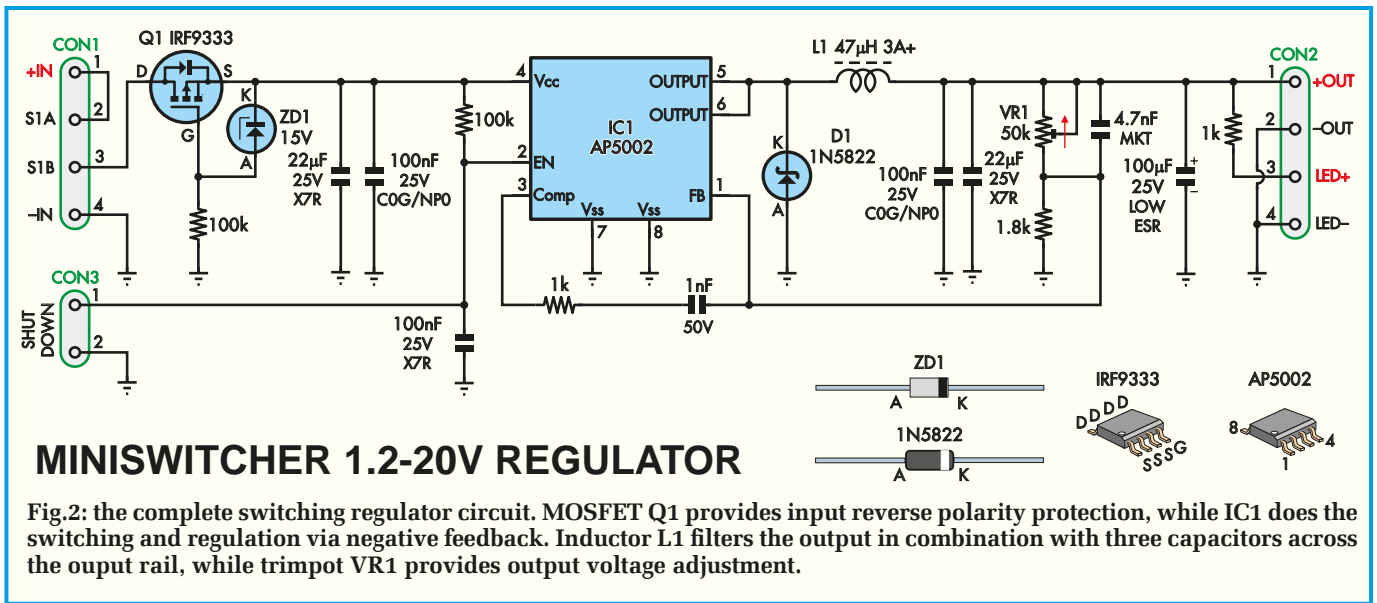 Q1 IRF9333
CON1
+IN
1
2
S1A
S1B
3
–IN
4
D
S
G
K
ZD1
15V
A
100k
22µF
25V
X7R
100nF
25V
C0G/NP0
100k
4
Vcc
2
EN
3
Comp
IC1
AP5002
OUTPUT
5
OUTPUT
6
FB
1
Vss
7
Vss
8
L1 47µH 3A+
K
D1
1N5822
A
100nF
25V
C0G/NP0
22µF
25V
X7R
VR1
50k
1.8k
4.7nF
MKT
100µF
25V
LOW
ESR
+
–
1k
CON2
1
+OUT
2
–OUT
3
LED+
4
LED–
CON3
1
2
SHUT
DOWN
100nF
25V
X7R
1k
1nF
50V
ZD1
A
K
1N5822
A
K
IRF9333
D D D D
S S S G
AP5002
8
1
4
MINISWITCHER 1.2-20V REGULATOR
Fig.2: the complete switching regulator circuit. MOSFET Q1 provides input reverse polarity protection, while IC1 does the
switching and regulation via negative feedback. Inductor L1 filters the output in combination with three capacitors across
the ouput rail, while trimpot VR1 provides output voltage adjustment.